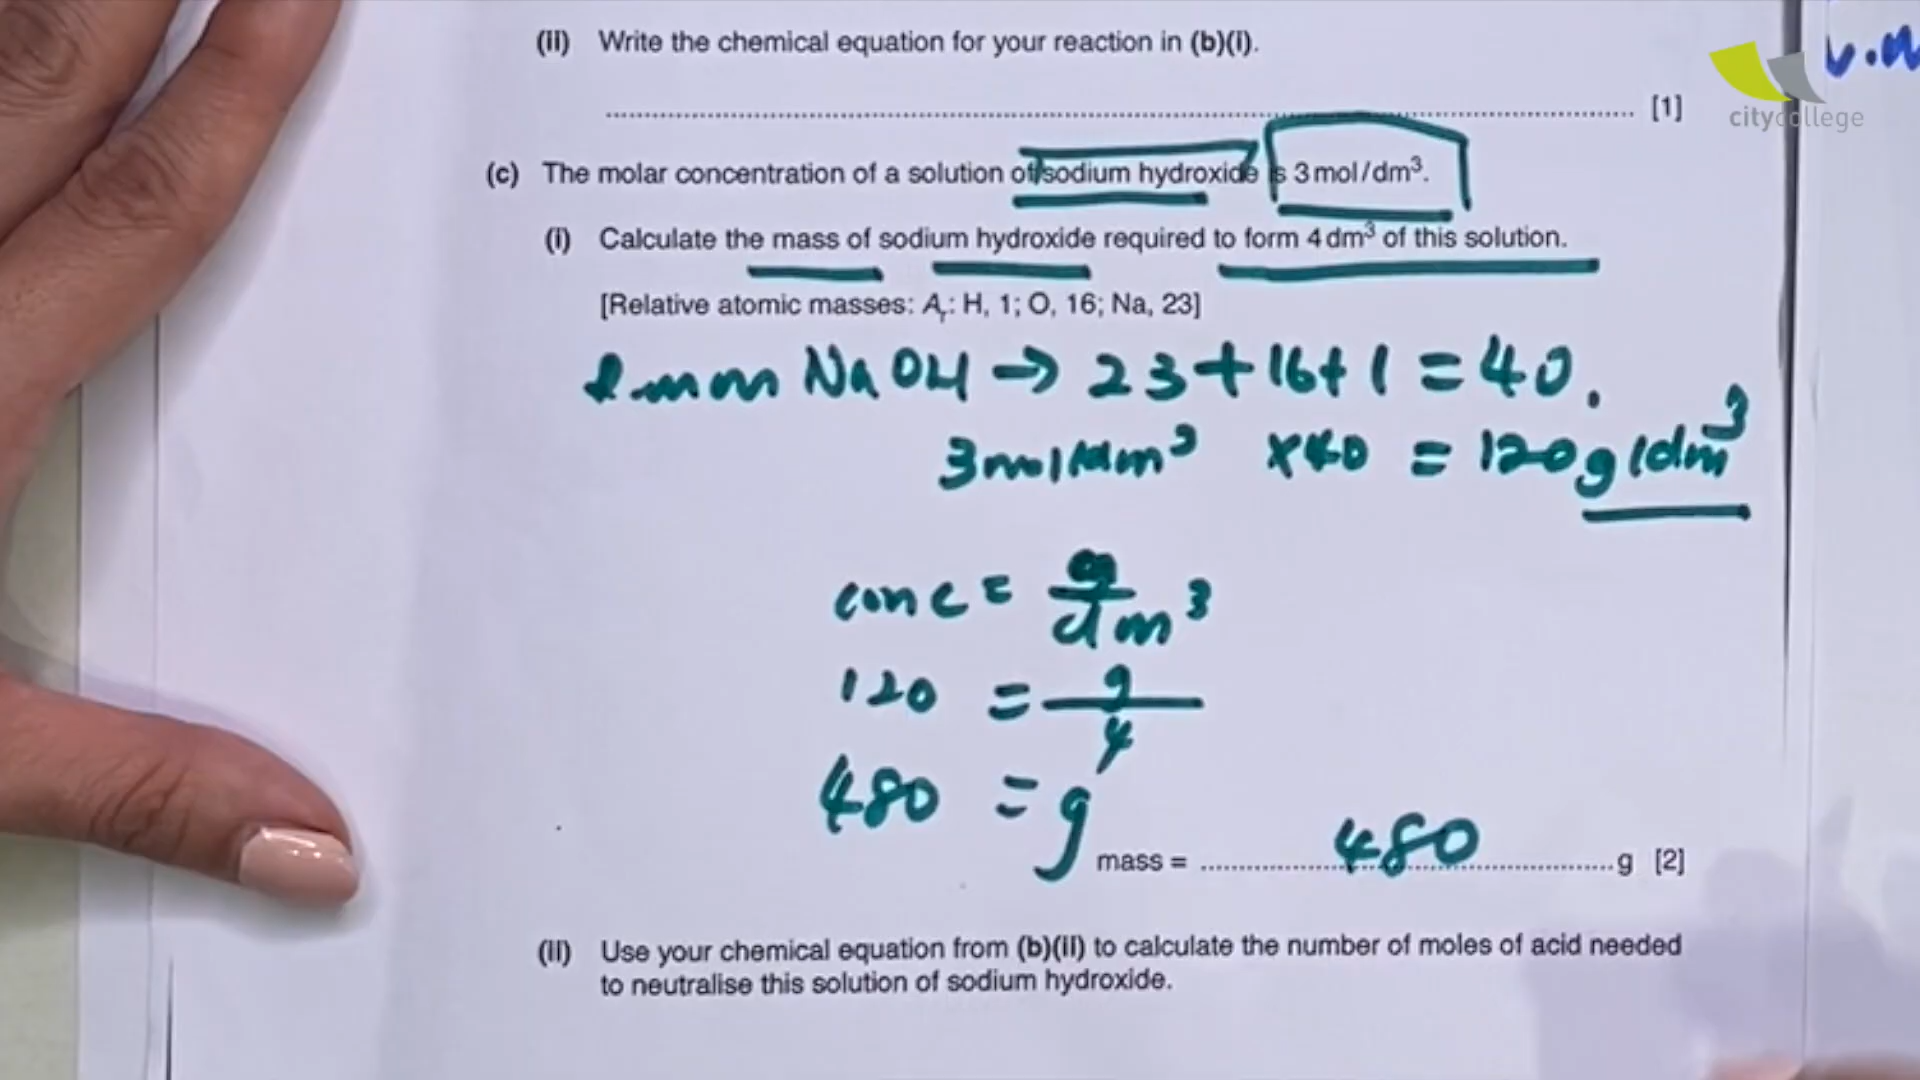 (ii) Write the chemical equation for your reaction in (b)(i).
[1]
citycollege
(c) The molar concentration of a solution of sodium hydroxide is 3 mol/dm³.
(i) Calculate the mass of sodium hydroxide required to form 4 dm³ of this solution.
[Relative atomic masses: Aᵣ: H, 1; O, 16; Na, 23]
NaOH → 23 + 16 + 1 = 40.
3mol/dm³ ×40 = 120g/dm³
conc = g/dm³
120 = g/4
480 = g
mass = 480 g [2]
(ii) Use your chemical equation from (b)(ii) to calculate the number of moles of acid needed
to neutralise this solution of sodium hydroxide.